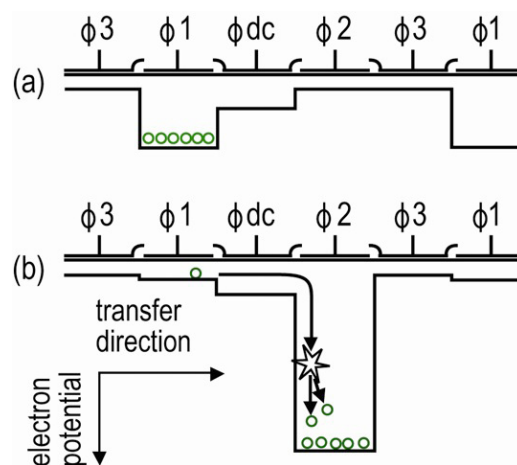 ϕ3 ϕ1 ϕdc ϕ2 ϕ3 ϕ1
(a)
ϕ3 ϕ1 ϕdc ϕ2 ϕ3 ϕ1
(b)
transfer
direction
electron
potential